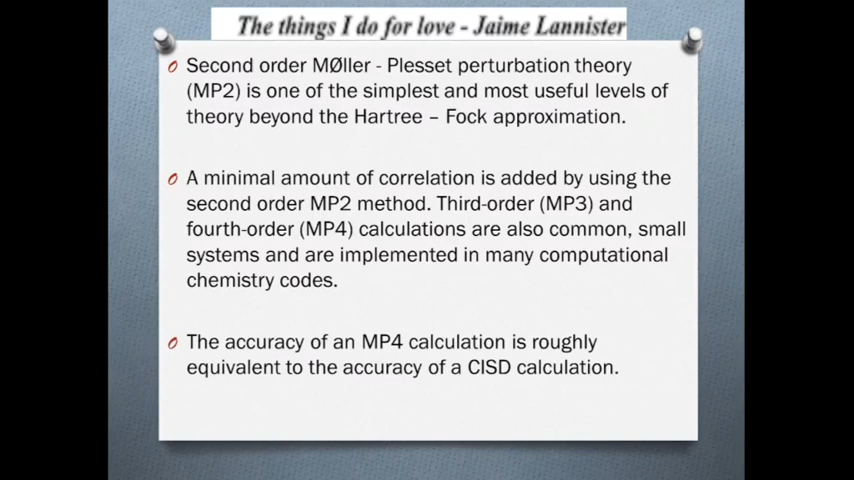 The things I do for love - Jaime Lannister
Second order MØller - Plesset perturbation theory
(MP2) is one of the simplest and most useful levels of
theory beyond the Hartree – Fock approximation.
A minimal amount of correlation is added by using the
second order MP2 method. Third-order (MP3) and
fourth-order (MP4) calculations are also common, small
systems and are implemented in many computational
chemistry codes.
The accuracy of an MP4 calculation is roughly
equivalent to the accuracy of a CISD calculation.